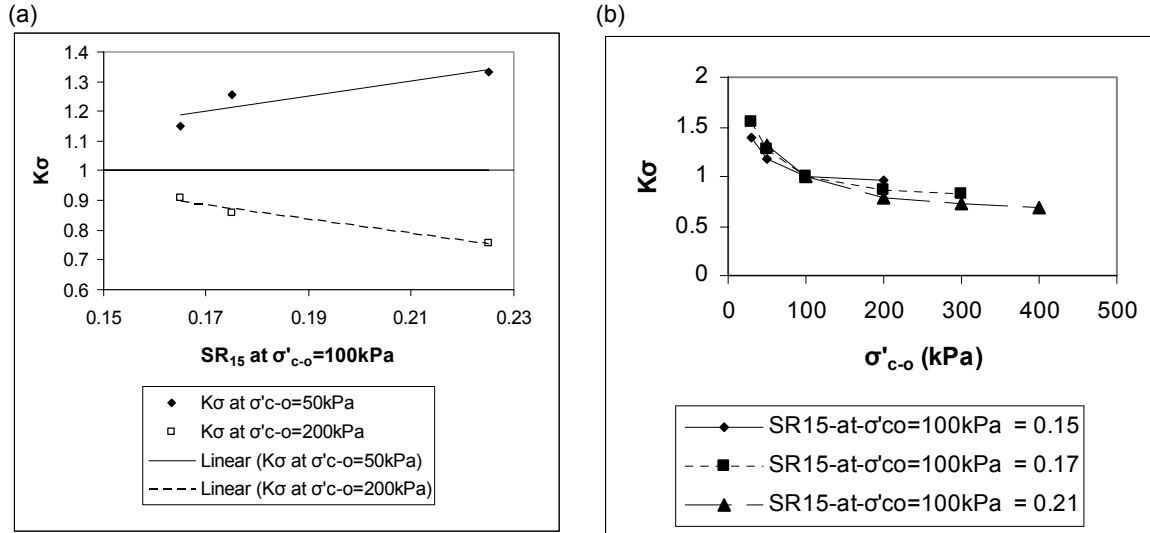 (a)
1.4
1.3
1.2
1.1
1
0.9
0.8
0.7
0.6
Kσ
0.15 0.17 0.19 0.21 0.23
SR15 at σ'c-o=100kPa
Kσ at σ'c-o=50kPa
Kσ at σ'c-o=200kPa
Linear (Kσ at σ'c-o=50kPa)
Linear (Kσ at σ'c-o=200kPa)
(b)
2
1.5
1
0.5
0
Kσ
0 100 200 300 400 500
σ'c-o (kPa)
SR15-at-σ'co=100kPa = 0.15
SR15-at-σ'co=100kPa = 0.17
SR15-at-σ'co=100kPa = 0.21